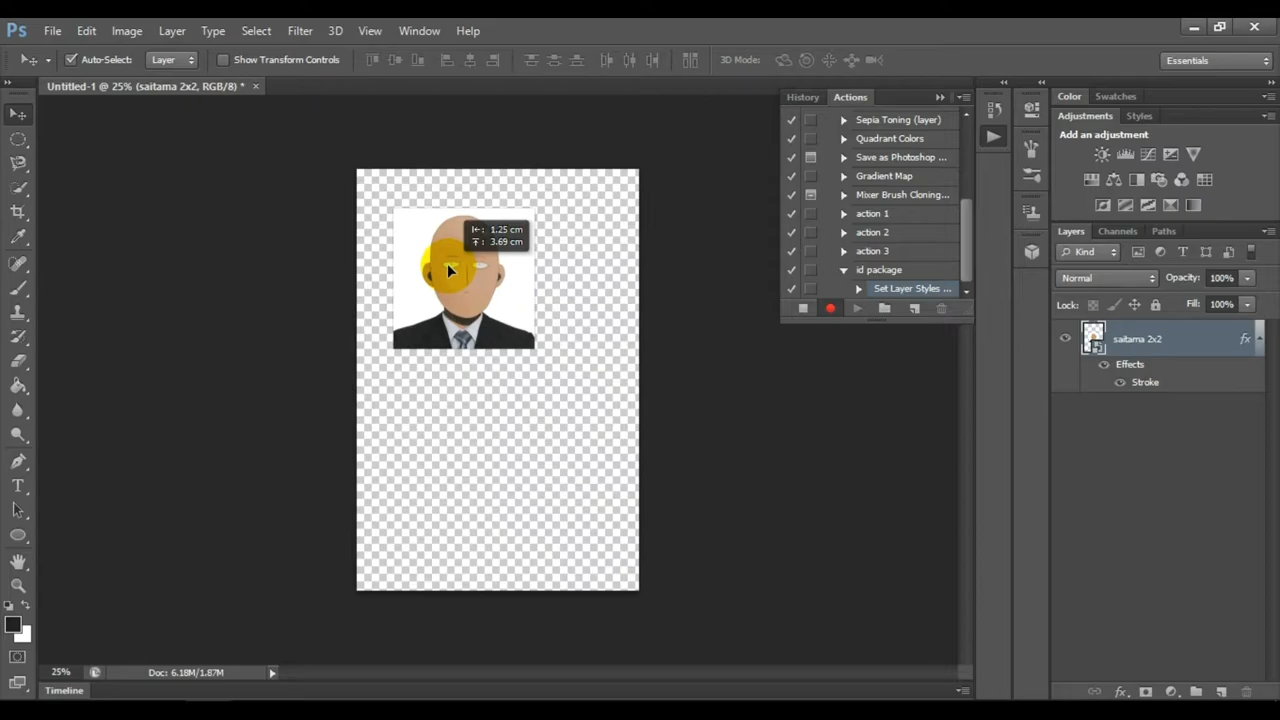 Ps File Edit Image Layer Type Select Filter 3D View Window Help
Auto-Select: Layer Show Transform Controls 3D Mode: Essentials
Untitled-1 @ 25% (saitama 2x2, RGB/8) * ×
History Actions
Sepia Toning (layer)
Quadrant Colors
Save as Photoshop ...
Gradient Map
Mixer Brush Cloning...
action 1
action 2
action 3
id package
Set Layer Styles ...
Color Swatches
Adjustments Styles
Add an adjustment
Layers Channels Paths
Kind
Normal Opacity: 100%
Lock: Fill: 100%
saitama 2x2 fx
Effects
Stroke
1.25 cm
3.69 cm
25% Doc: 6.18M/1.87M
Timeline